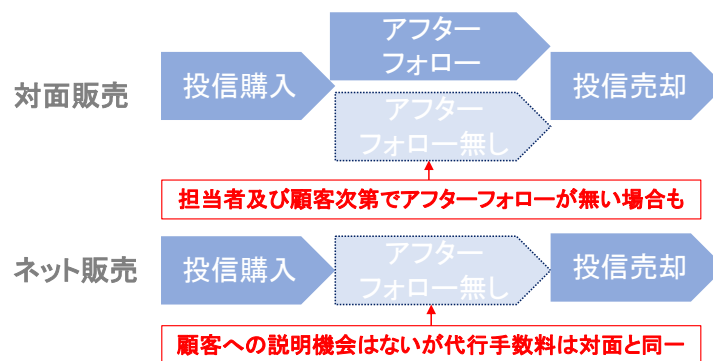 対面販売
投信購入
アフター
フォロー
アフター
フォロー無し
投信売却
担当者及び顧客次第でアフターフォローが無い場合も
ネット販売
投信購入
アフター
フォロー無し
投信売却
顧客への説明機会はないが代行手数料は対面と同一